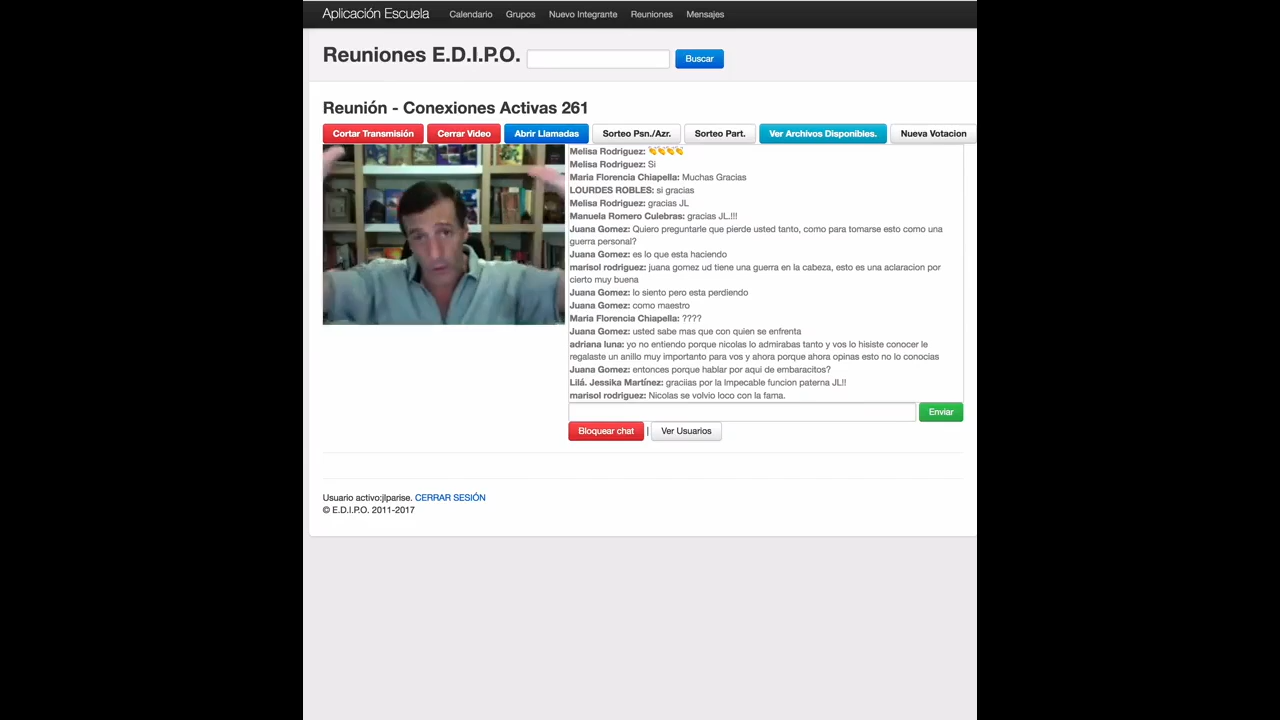 Aplicación Escuela Calendario Grupos Nuevo Integrante Reuniones Mensajes
Reuniones E.D.I.P.O. Buscar
Reunión - Conexiones Activas 261
Cortar Transmisión Cerrar Video Abrir Llamadas Sorteo Psn./Azr. Sorteo Part. Ver Archivos Disponibles. Nueva Votacion
Melisa Rodriguez: 👏👏👏👏
Melisa Rodriguez: Si
Maria Florencia Chiapella: Muchas Gracias
LOURDES ROBLES: si gracias
Melisa Rodriguez: gracias JL
Manuela Romero Culebras: gracias JL.!!!
Juana Gomez: Quiero preguntarle que pierde usted tanto, como para tomarse esto como una
guerra personal?
Juana Gomez: es lo que esta haciendo
marisol rodriguez: juana gomez ud tiene una guerra en la cabeza, esto es una aclaracion por
cierto muy buena
Juana Gomez: lo siento pero esta perdiendo
Juana Gomez: como maestro
Maria Florencia Chiapella: ????
Juana Gomez: usted sabe mas que con quien se enfrenta
adriana luna: yo no entiendo porque nicolas lo admirabas tanto y vos lo hisiste conocer le
regalaste un anillo muy importanto para vos y ahora porque ahora opinas esto no lo conocias
Juana Gomez: entonces porque hablar por aqui de embaracitos?
Lilá. Jessika Martínez: graciias por la Impecable funcion paterna JL!!
marisol rodriguez: Nicolas se volvio loco con la fama.
Enviar
Bloquear chat | Ver Usuarios
Usuario activo:jlparise. CERRAR SESIÓN
© E.D.I.P.O. 2011-2017